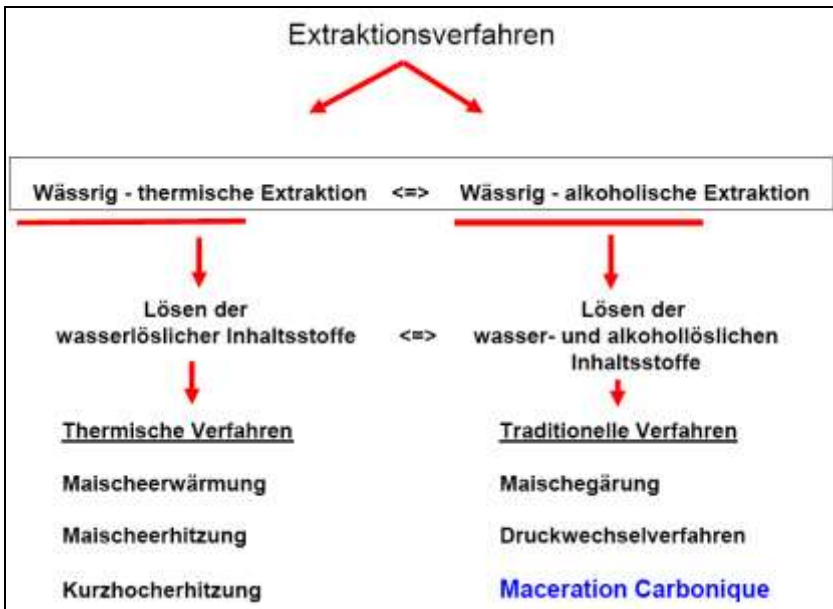 Extraktionsverfahren
Wässrig - thermische Extraktion <=> Wässrig - alkoholische Extraktion
Lösen der
wasserlöslicher Inhaltsstoffe
<=>
Lösen der
wasser- und alkohollöslichen
Inhaltsstoffe
Thermische Verfahren
Maischeerwärmung
Maischeerhitzung
Kurzhocherhitzung
Traditionelle Verfahren
Maischegärung
Druckwechselverfahren
Maceration Carbonique